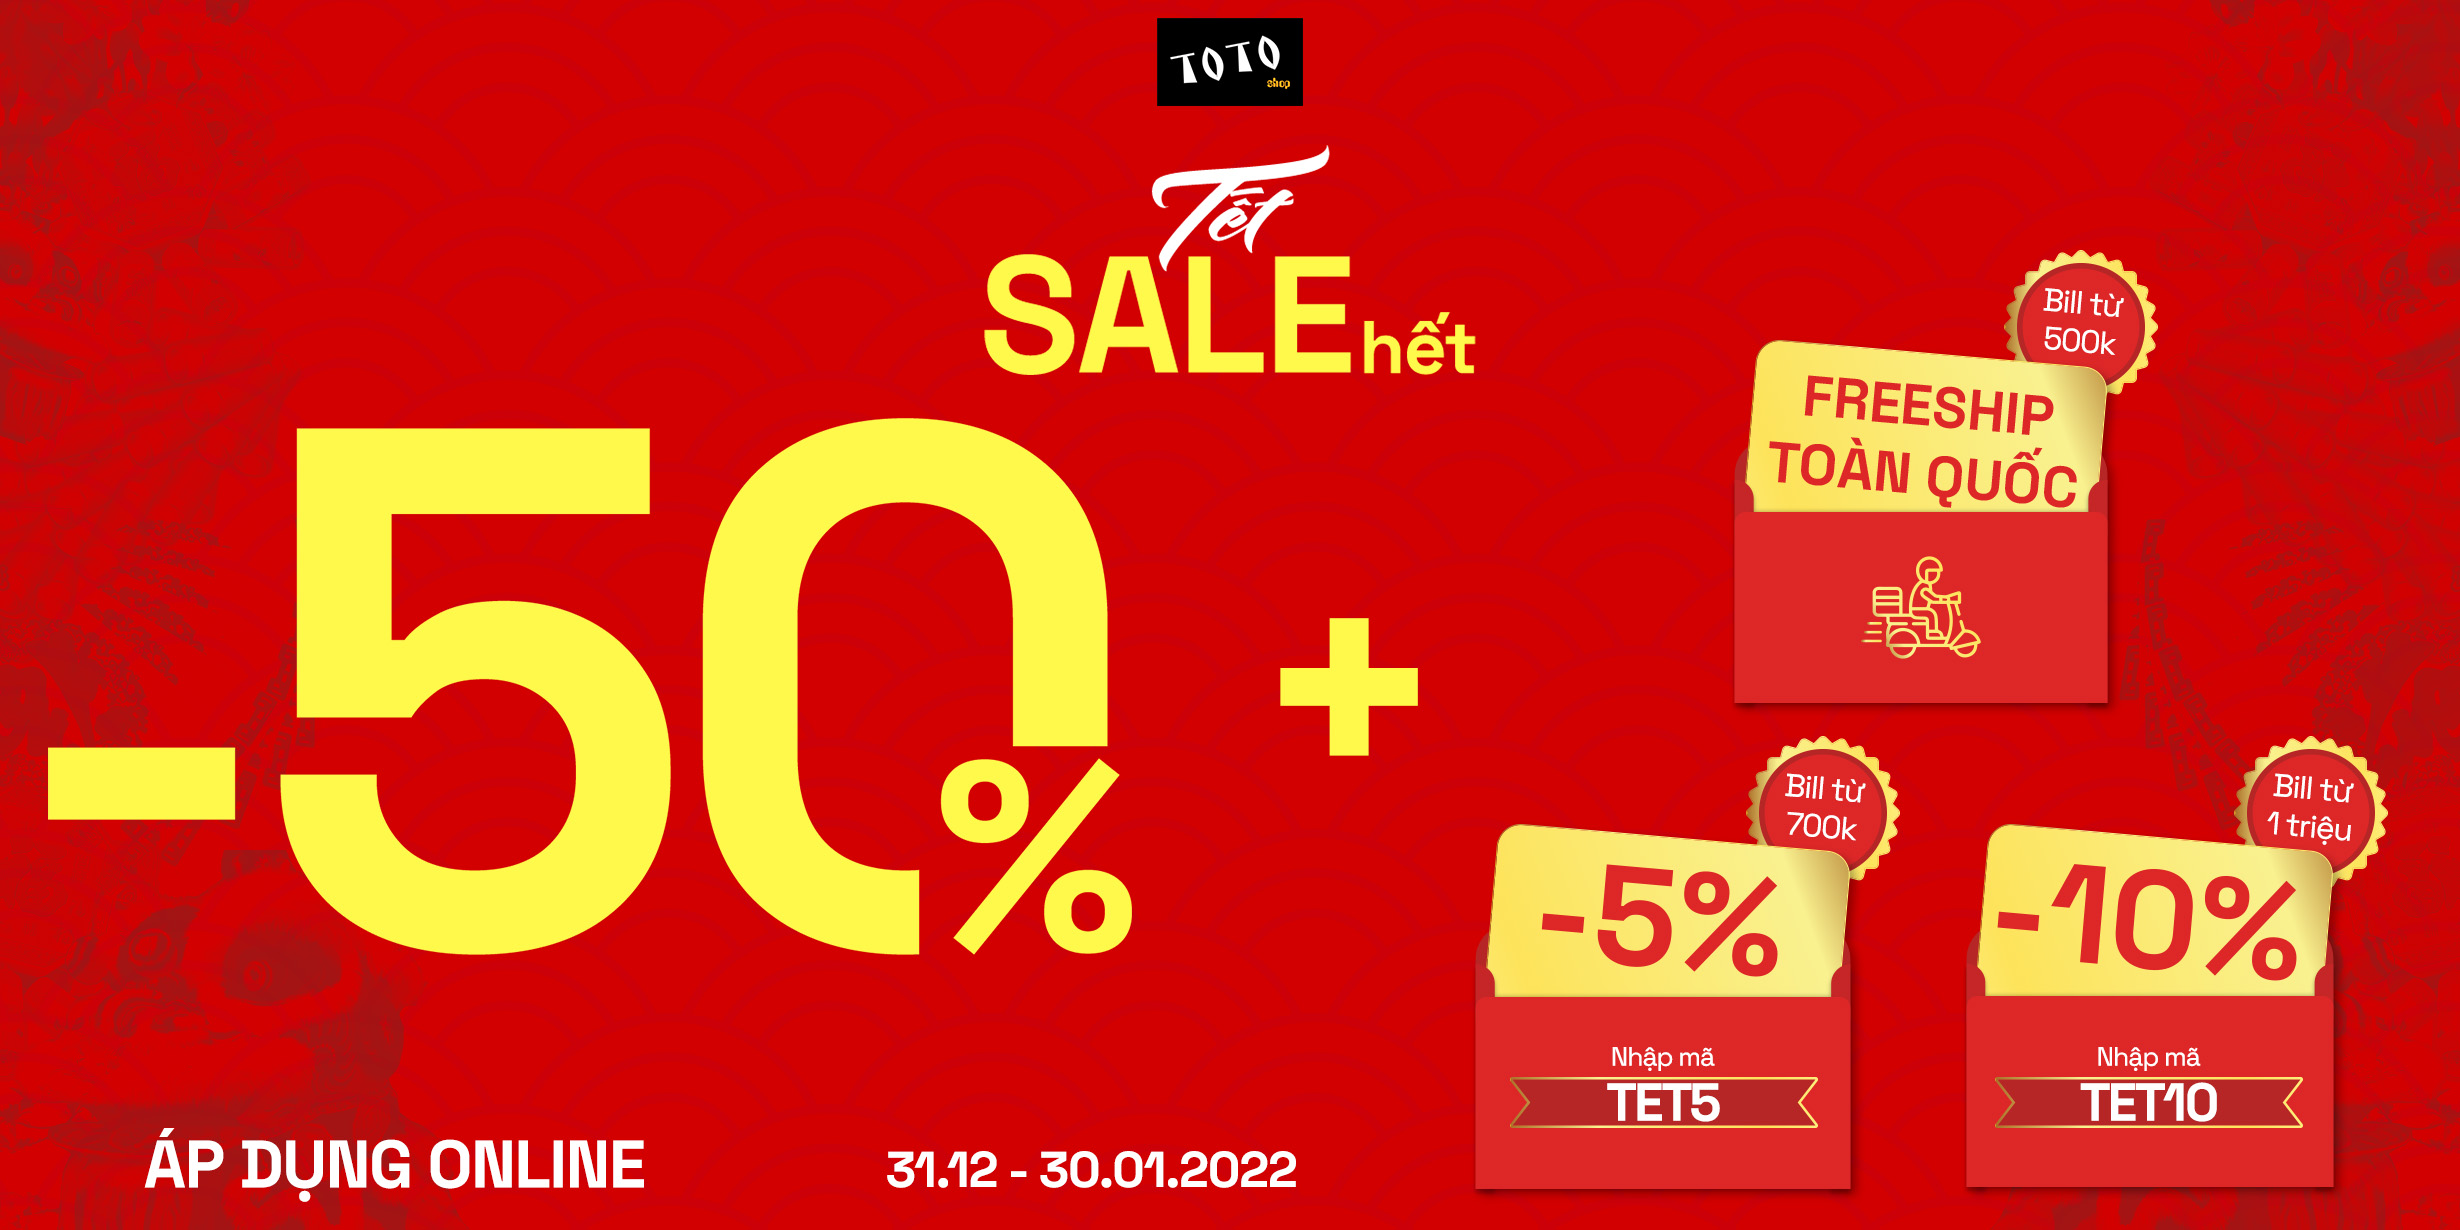 TOTO
shop
Tết
SALE hết
-50%
+
Bill từ
500k
FREESHIP
TOÀN QUỐC
Bill từ
700k
-5%
Nhập mã
TET5
Bill từ
1 triệu
-10%
Nhập mã
TET10
ÁP DỤNG ONLINE
31.12 - 30.01.2022